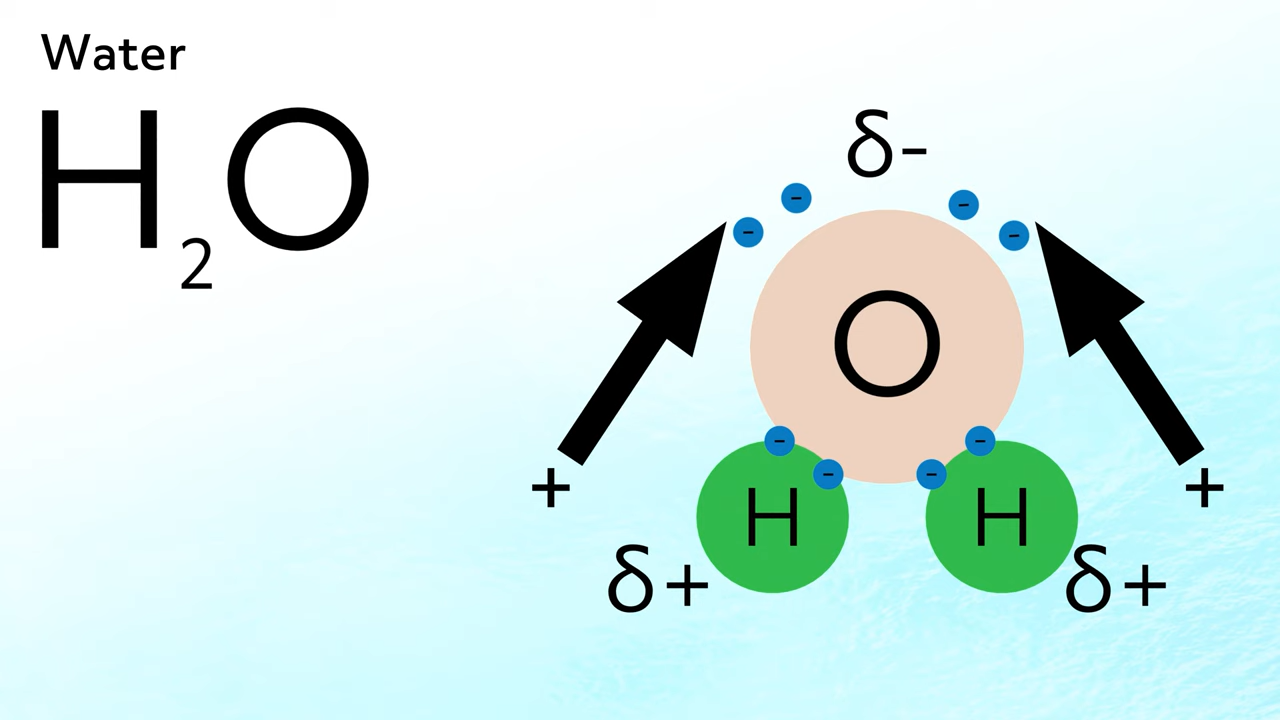 Water
H₂O
δ-
- - - -
O
- - - -
H H
+ +
δ+ δ+